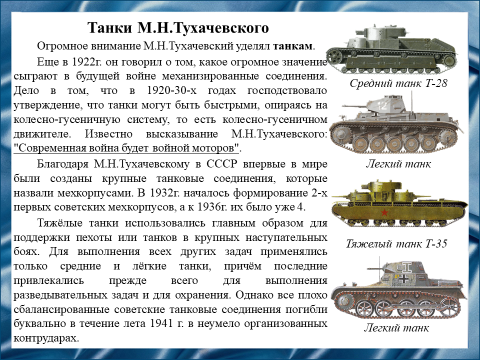 Танки М.Н.Тухачевского
Огромное внимание М.Н.Тухачевский уделял танкам.
Еще в 1922г. он говорил о том, какое огромное значение
сыграют в будущей войне механизированные соединения.
Дело в том, что в 1920-30-х годах господствовало
утверждение, что танки могут быть быстрыми, опираясь на
колесно-гусеничную систему, то есть колесно-гусеничном
движителе. Известно высказывание М.Н.Тухачевского:
"Современная война будет войной моторов".
Благодаря М.Н.Тухачевскому в СССР впервые в мире
были созданы крупные танковые соединения, которые
назвали мехкорпусами. В 1932г. началось формирование 2-х
первых советских мехкорпусов, а к 1936г. их было уже 4.
Тяжёлые танки использовались главным образом для
поддержки пехоты или танков в крупных наступательных
боях. Для выполнения всех других задач применялись
только средние и лёгкие танки, причём последние
привлекались прежде всего для выполнения
разведывательных задач и для охранения. Однако все плохо
сбалансированные советские танковые соединения погибли
буквально в течение лета 1941 г. в неумело организованных
контрударах.
Средний танк Т-28
Легкий танк
Тяжелый танк Т-35
Легкий танк